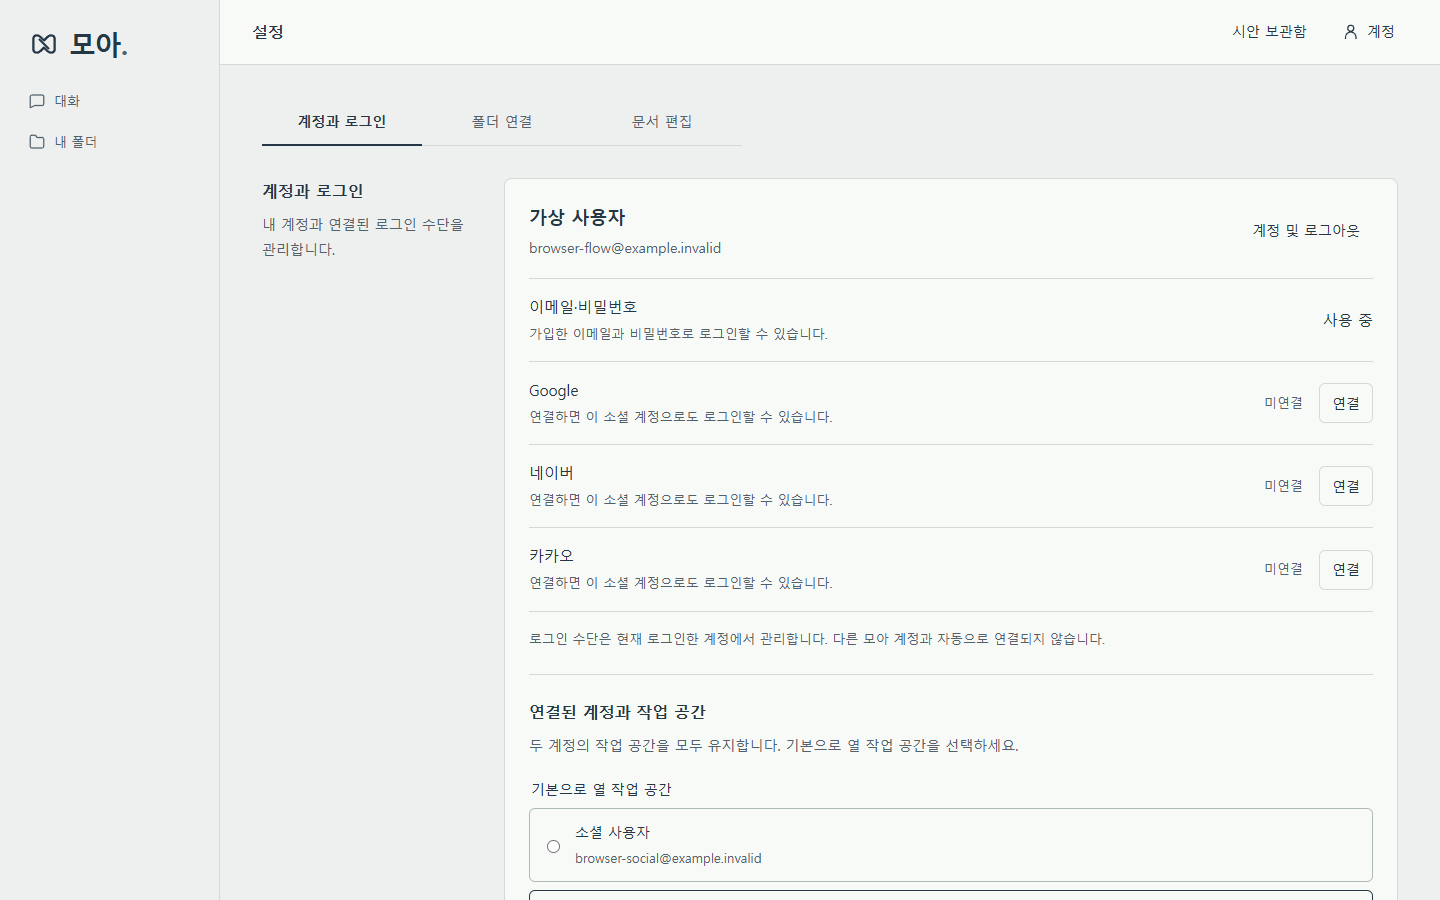 모아.
대화
내 폴더
설정
시안 보관함
계정
계정과 로그인
폴더 연결
문서 편집
계정과 로그인
내 계정과 연결된 로그인 수단을
관리합니다.
가상 사용자
browser-flow@example.invalid
계정 및 로그아웃
이메일·비밀번호
가입한 이메일과 비밀번호로 로그인할 수 있습니다.
사용 중
Google
연결하면 이 소셜 계정으로도 로그인할 수 있습니다.
미연결
연결
네이버
연결하면 이 소셜 계정으로도 로그인할 수 있습니다.
미연결
연결
카카오
연결하면 이 소셜 계정으로도 로그인할 수 있습니다.
미연결
연결
로그인 수단은 현재 로그인한 계정에서 관리합니다. 다른 모아 계정과 자동으로 연결되지 않습니다.
연결된 계정과 작업 공간
두 계정의 작업 공간을 모두 유지합니다. 기본으로 열 작업 공간을 선택하세요.
기본으로 열 작업 공간
소셜 사용자
browser-social@example.invalid